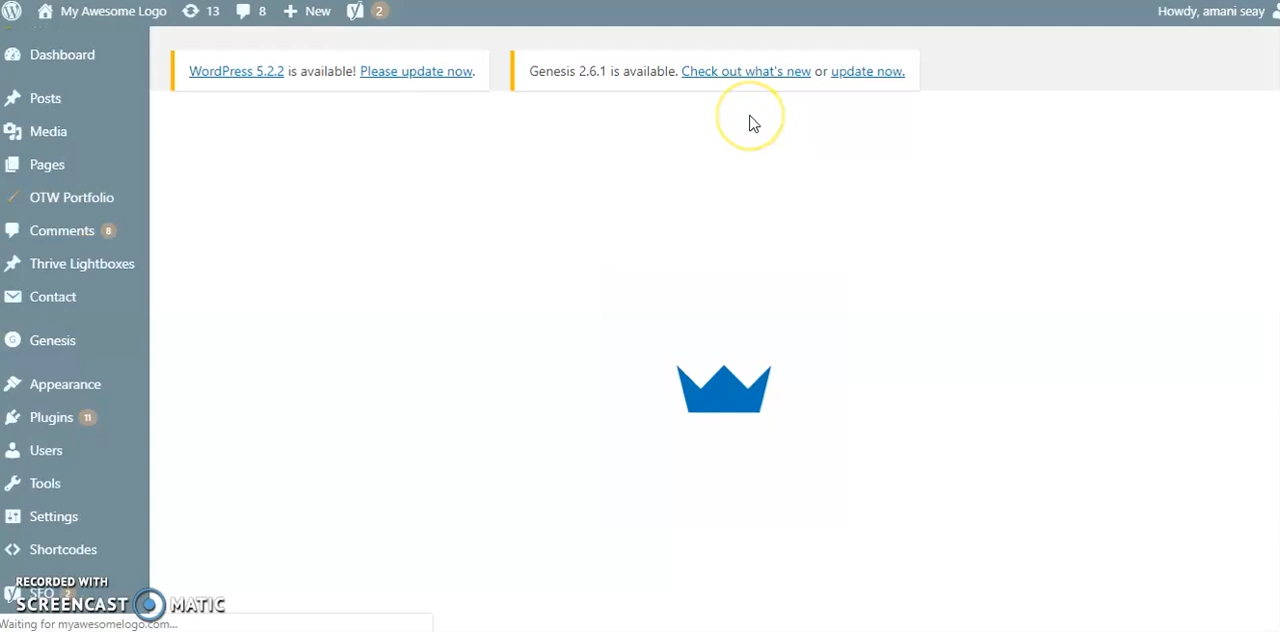 My Awesome Logo 13 8 New 2 Howdy, amani seay
Dashboard
WordPress 5.2.2 is available! Please update now.
Genesis 2.6.1 is available. Check out what's new or update now.
Posts
Media
Pages
OTW Portfolio
Comments 8
Thrive Lightboxes
Contact
Genesis
Appearance
Plugins 11
Users
Tools
Settings
Shortcodes
SEO 2
RECORDED WITH
SCREENCAST MATIC
Waiting for myawesomelogo.com...